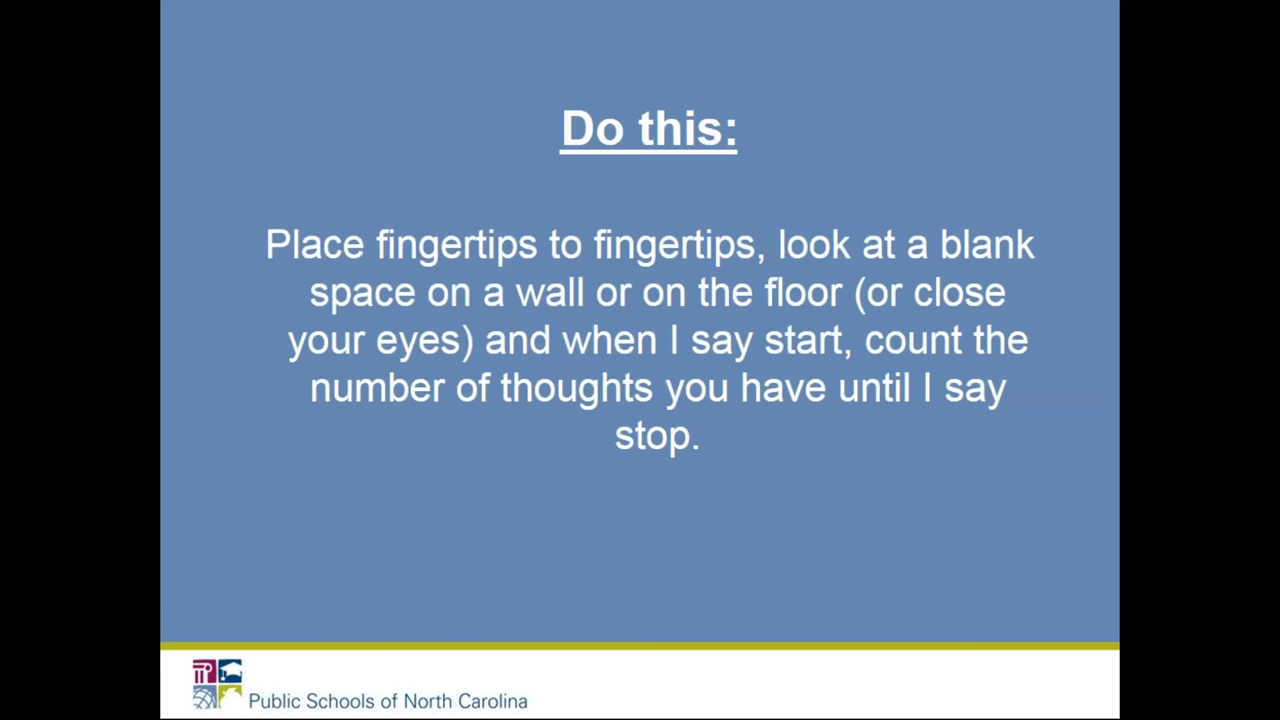 Do this:
Place fingertips to fingertips, look at a blank
space on a wall or on the floor (or close
your eyes) and when I say start, count the
number of thoughts you have until I say
stop.
Public Schools of North Carolina